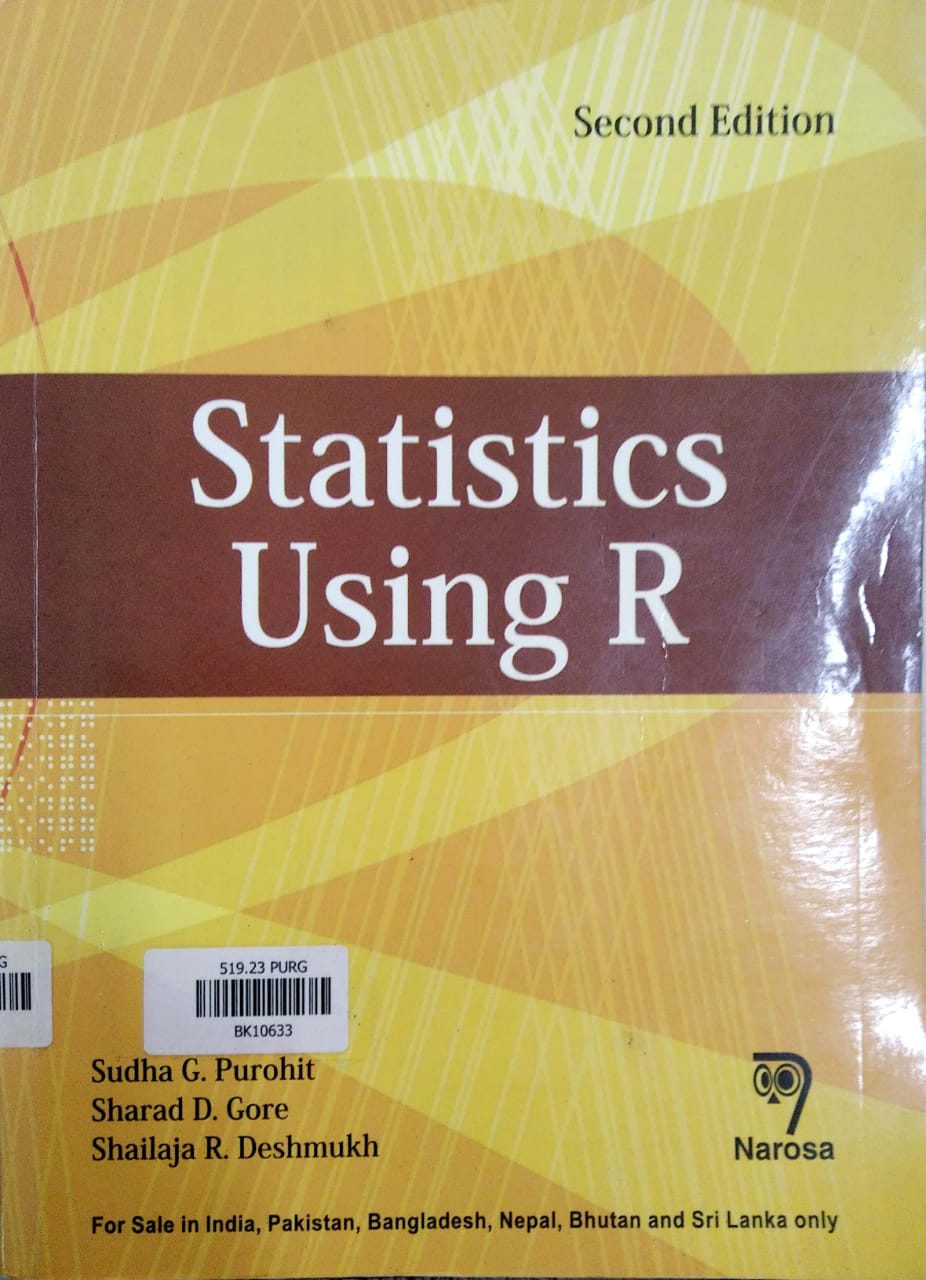 Second Edition
Statistics
Using R
G
519.23 PURG
BK10633
Sudha G. Purohit
Sharad D. Gore
Shailaja R. Deshmukh
Narosa
For Sale in India, Pakistan, Bangladesh, Nepal, Bhutan and Sri Lanka only